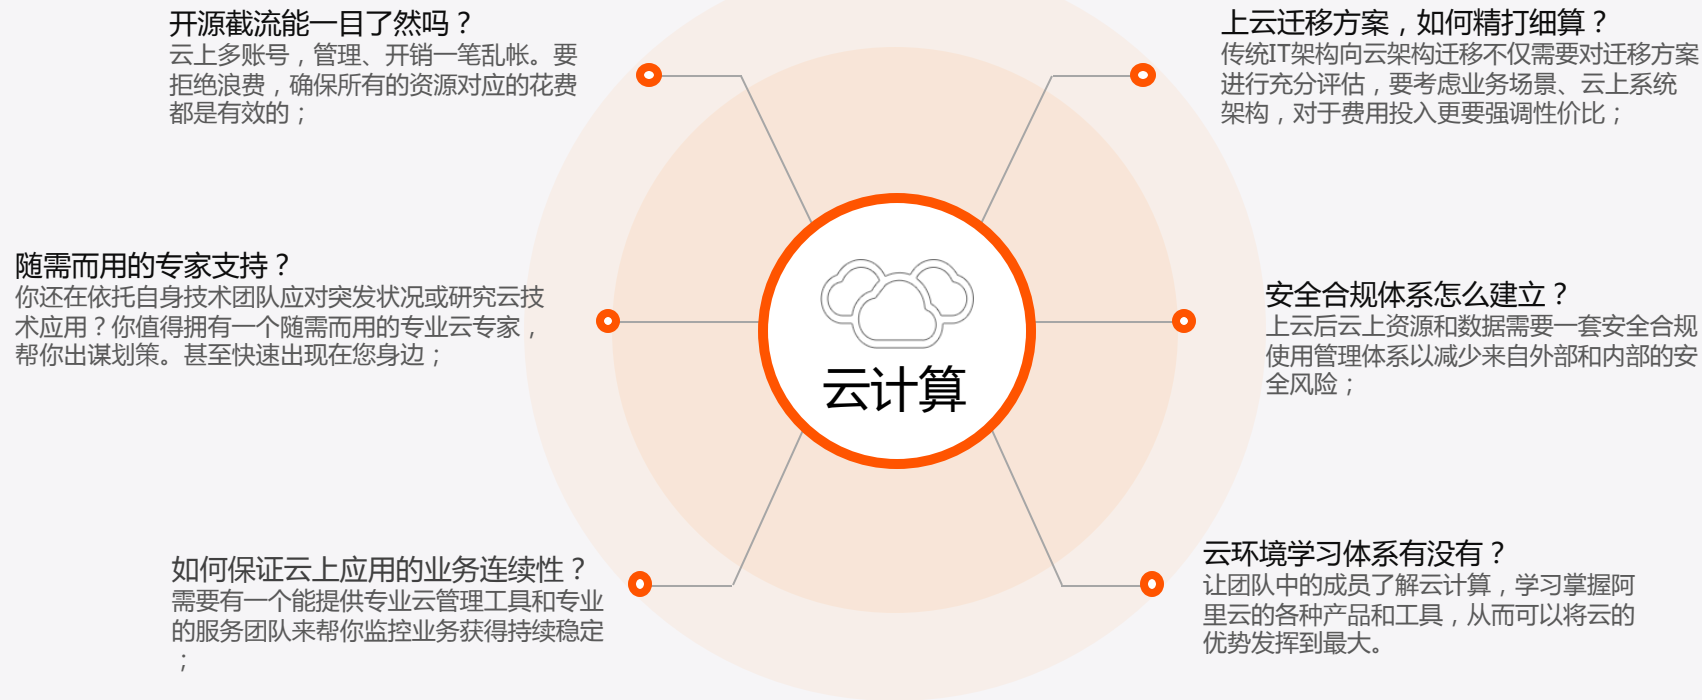 开源截流能一目了然吗？
云上多账号，管理、开销一笔乱帐。要
拒绝浪费，确保所有的资源对应的花费
都是有效的；
上云迁移方案，如何精打细算？
传统IT架构向云架构迁移不仅需要对迁移方案
进行充分评估，要考虑业务场景、云上系统
架构，对于费用投入更要强调性价比；
随需而用的专家支持？
你还在依托自身技术团队应对突发状况或研究云技
术应用？你值得拥有一个随需而用的专业云专家，
帮你出谋划策。甚至快速出现在您身边；
云计算
安全合规体系怎么建立？
上云后云上资源和数据需要一套安全合规
使用管理体系以减少来自外部和内部的安
全风险；
如何保证云上应用的业务连续性？
需要有一个能提供专业云管理工具和专业
的服务团队来帮你监控业务获得持续稳定
；
云环境学习体系有没有？
让团队中的成员了解云计算，学习掌握阿
里云的各种产品和工具，从而可以将云的
优势发挥到最大。